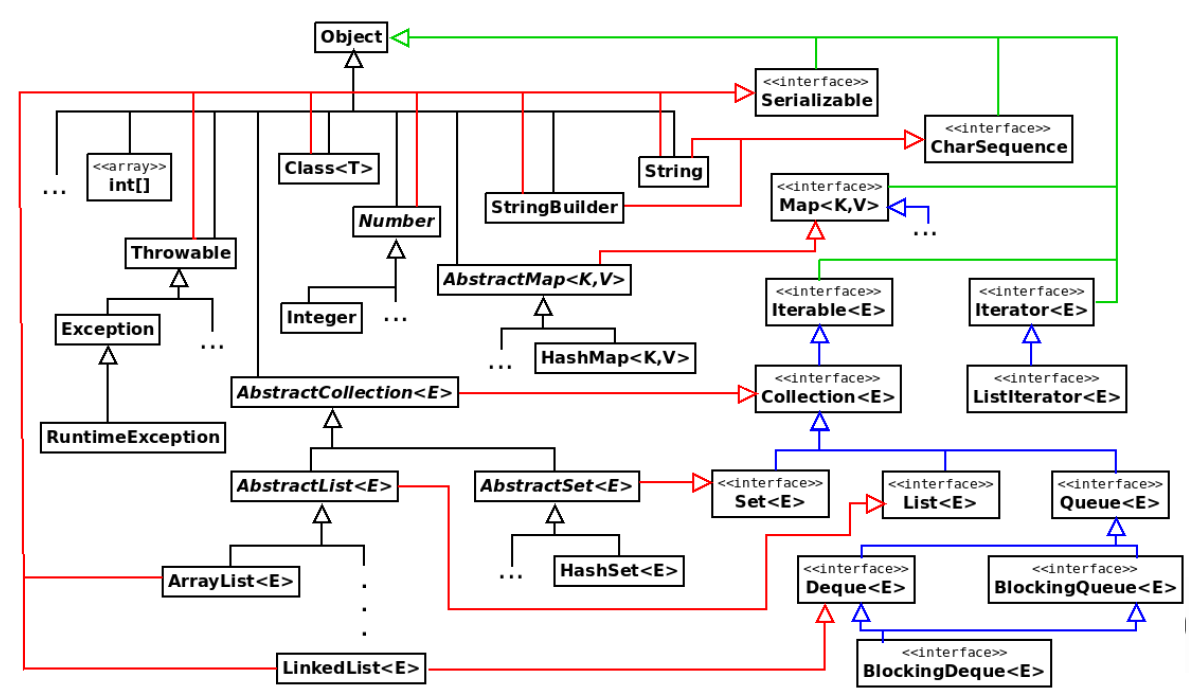 Object
<<interface>>
Serializable
<<interface>>
CharSequence
...
<<array>>
int[]
Class<T>
String
<<interface>>
Map<K,V>
...
Number
StringBuilder
Throwable
AbstractMap<K,V>
<<interface>>
Iterable<E>
<<interface>>
Iterator<E>
Exception
...
Integer
...
...
HashMap<K,V>
AbstractCollection<E>
<<interface>>
Collection<E>
<<interface>>
ListIterator<E>
RuntimeException
AbstractList<E>
AbstractSet<E>
<<interface>>
Set<E>
<<interface>>
List<E>
<<interface>>
Queue<E>
ArrayList<E>
.
.
.
...
HashSet<E>
<<interface>>
Deque<E>
<<interface>>
BlockingQueue<E>
LinkedList<E>
<<interface>>
BlockingDeque<E>